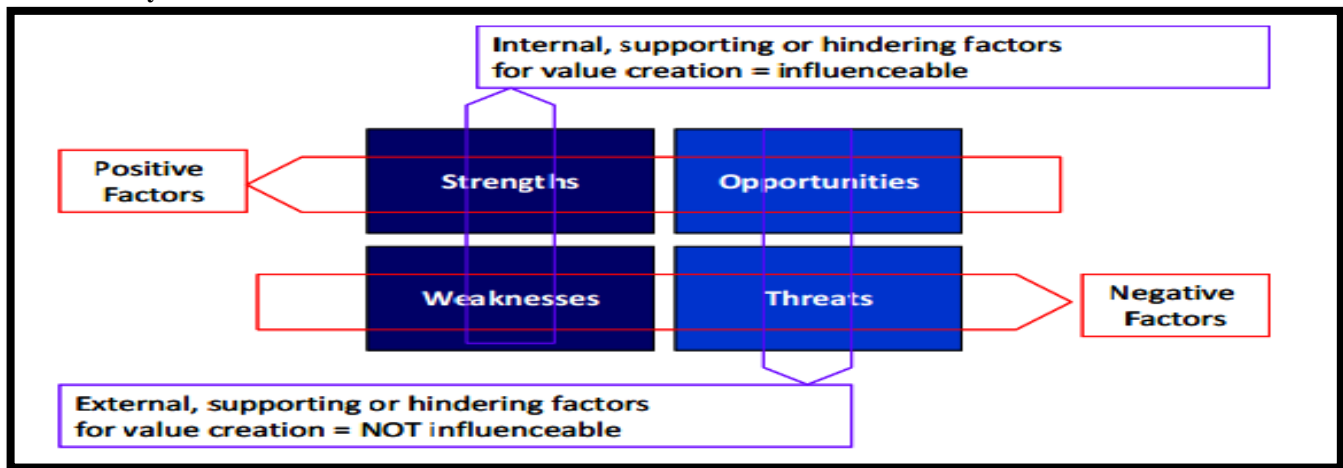 Internal, supporting or hindering factors
for value creation = influenceable
Positive
Factors
Strengths
Opportunities
Weaknesses
Threats
Negative
Factors
External, supporting or hindering factors
for value creation = NOT influenceable